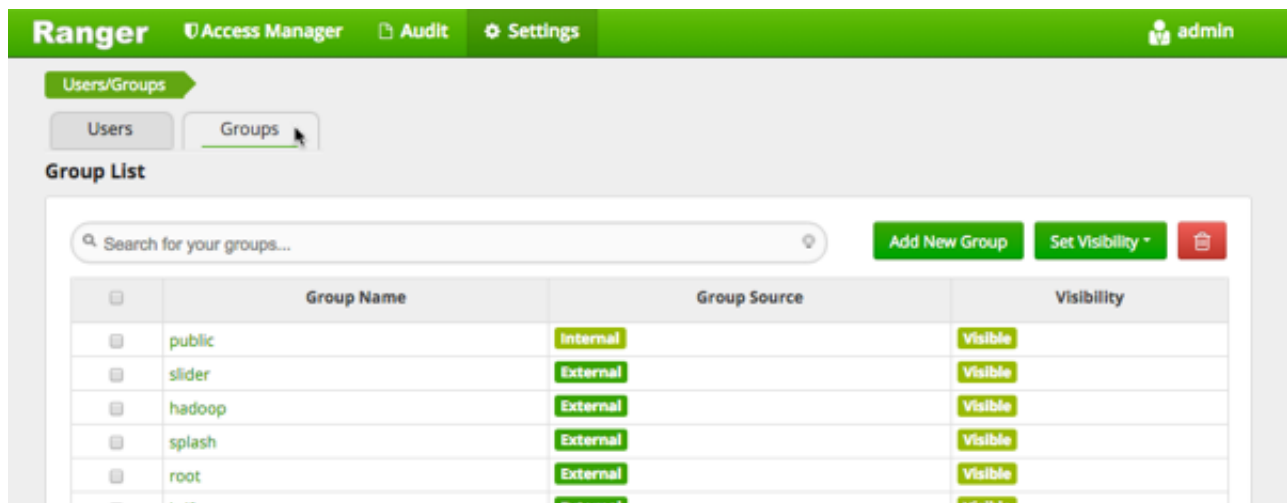 Ranger Access Manager Audit Settings admin
Users/Groups
Users Groups
Group List
Search for your groups... Add New Group Set Visibility
Group Name Group Source Visibility
public Internal Visible
slider External Visible
hadoop External Visible
splash External Visible
root External Visible